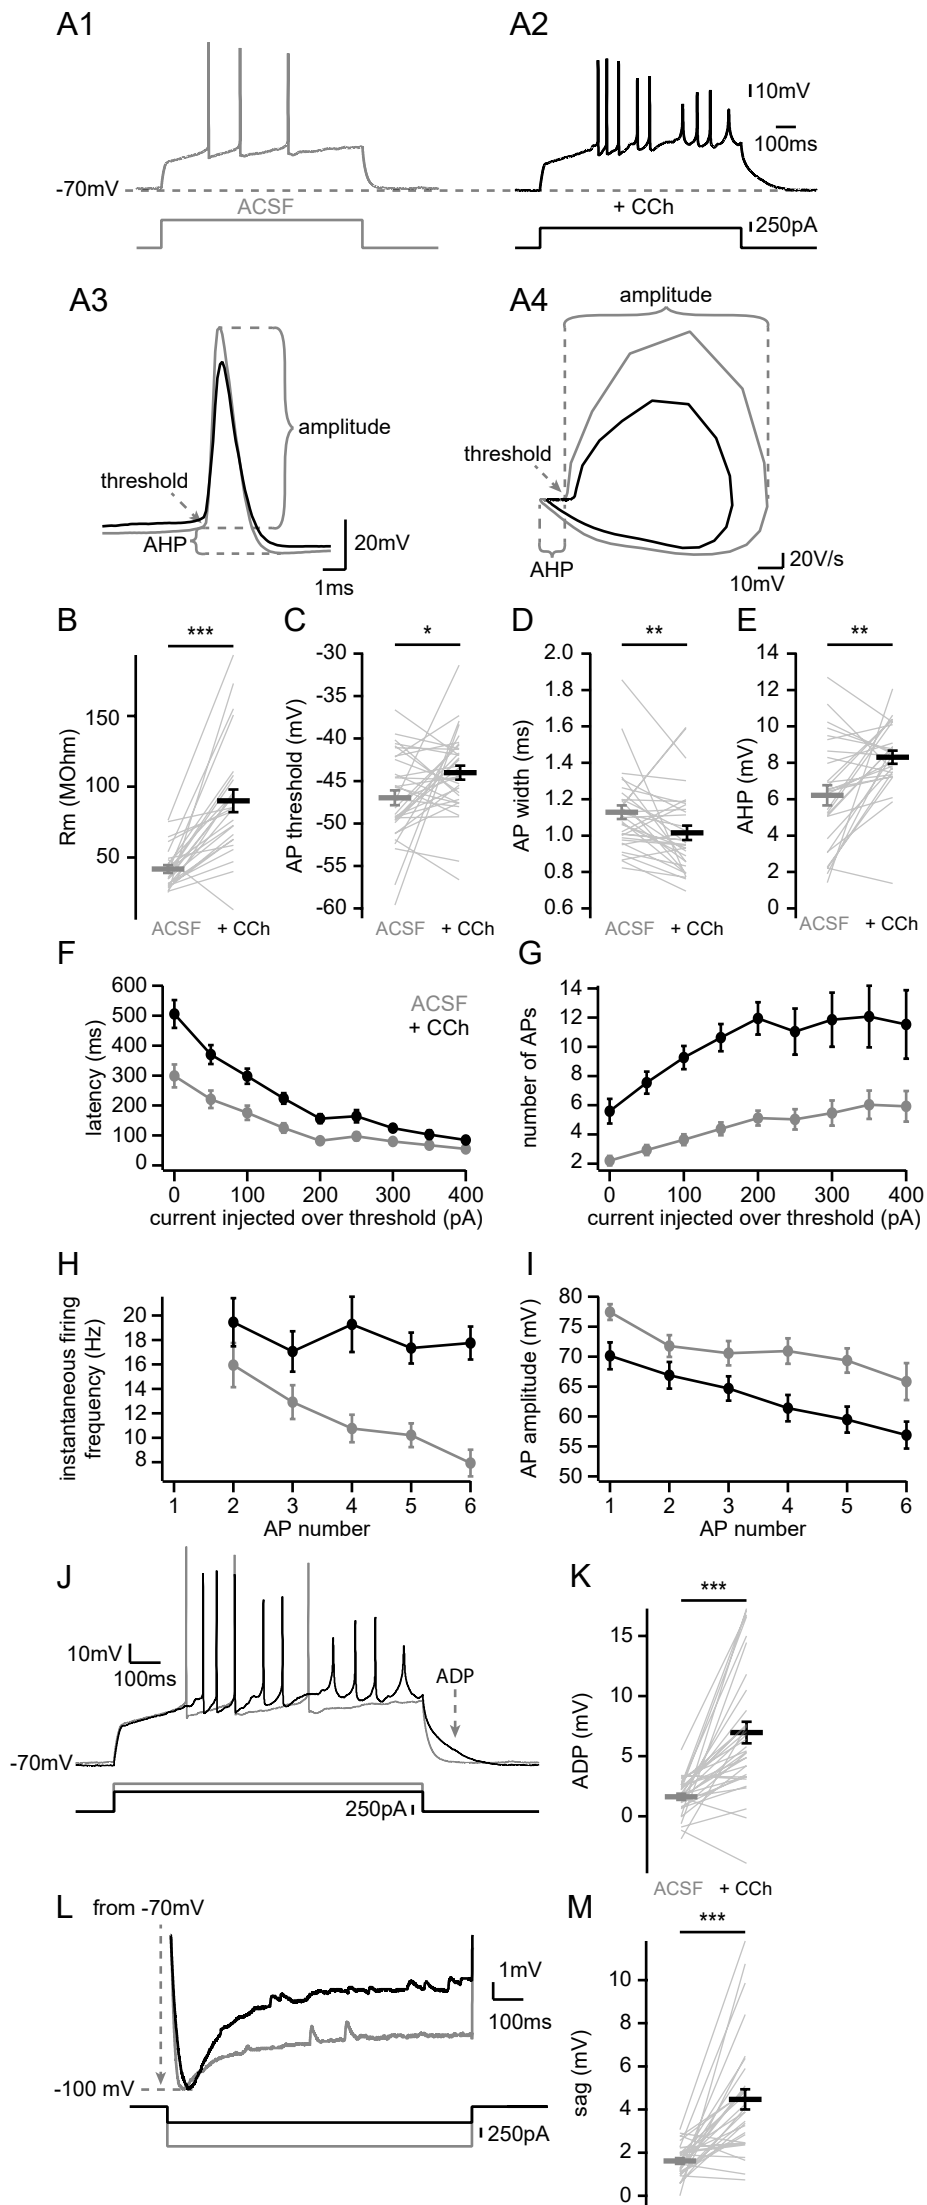 A1
A2
10mV
100ms
-70mV
ACSF
+ CCh
250pA
A3
A4
amplitude
amplitude
threshold
threshold
AHP
20mV
1ms
AHP
20V/s
10mV
B
C
D
E
***
*
**
**
Rm (MOhm)
150
100
50
ACSF + CCh
AP threshold (mV)
-30
-35
-40
-45
-50
-55
-60
ACSF + CCh
AP width (ms)
2.0
1.8
1.6
1.4
1.2
1.0
0.8
0.6
ACSF + CCh
AHP (mV)
14
12
10
8
6
4
2
0
ACSF + CCh
F
latency (ms)
600
500
400
300
200
100
0
ACSF
+ CCh
0 100 200 300 400
current injected over threshold (pA)
G
number of APs
14
12
10
8
6
4
2
0 100 200 300 400
current injected over threshold (pA)
H
instantaneous firing
frequency (Hz)
20
18
16
14
12
10
8
1 2 3 4 5 6
AP number
I
AP amplitude (mV)
80
75
70
65
60
55
50
1 2 3 4 5 6
AP number
J
10mV
100ms
ADP
-70mV
250pA
K
***
ADP (mV)
15
10
5
0
ACSF + CCh
L
from -70mV
1mV
100ms
-100 mV
250pA
M
***
sag (mV)
10
8
6
4
2
0